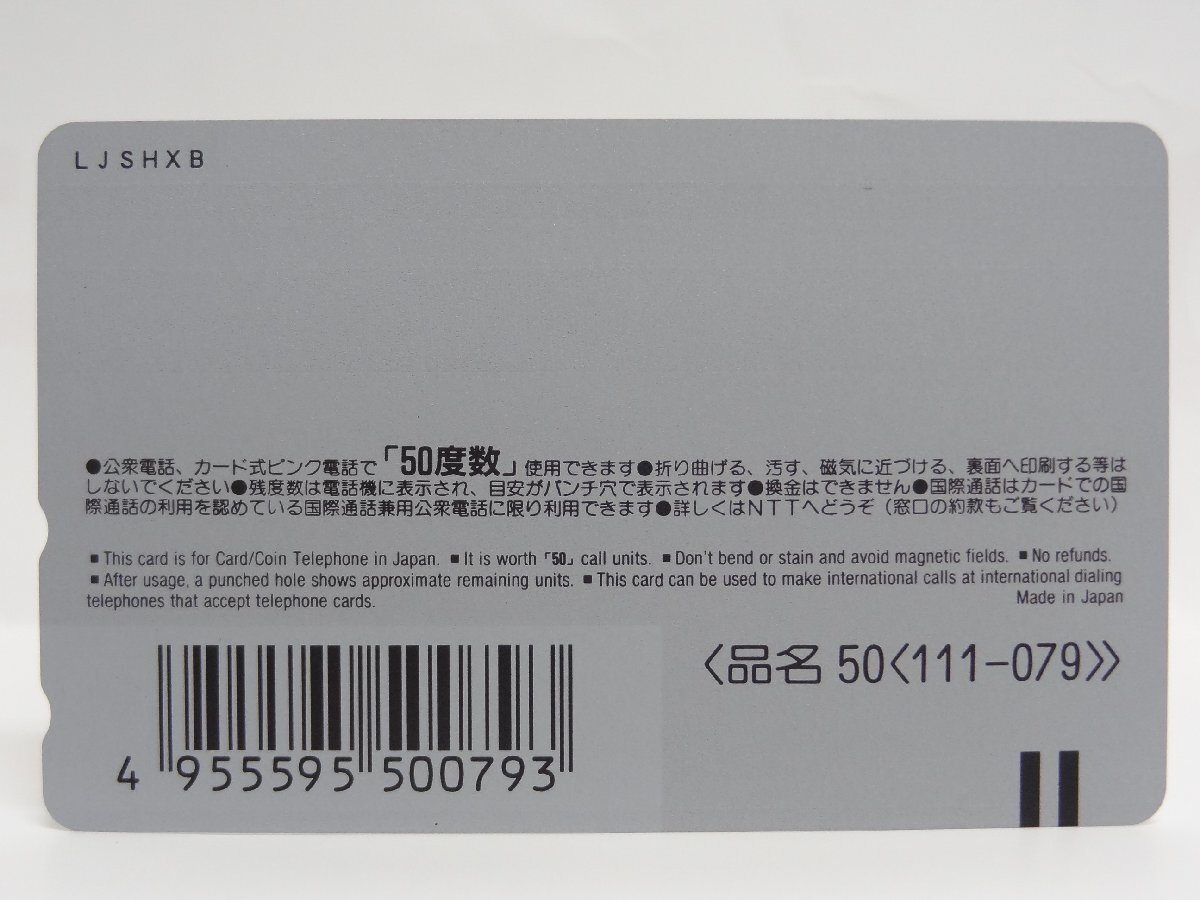 LJSHXB
●公衆電話、カード式ピンク電話で「50度数」使用できます●折り曲げる、汚す、磁気に近づける、裏面へ印刷する等は
しないでください●残度数は電話機に表示され、目安がパンチ穴で表示されます●換金はできません●国際通話はカードでの国
際通話の利用を認めている国際通話兼用公衆電話に限り利用できます●詳しくはNTTへどうぞ(窓口の約款もご覧ください)
■This card is for Card/Coin Telephone in Japan. ■It is worth「50」call units. ■Don't bend or stain and avoid magnetic fields. ■No refunds.
■After usage, a punched hole shows approximate remaining units. ■This card can be used to make international calls at international dialing
telephones that accept telephone cards. Made in Japan
〈品名 50〈111-079〉〉
4 955595 500793